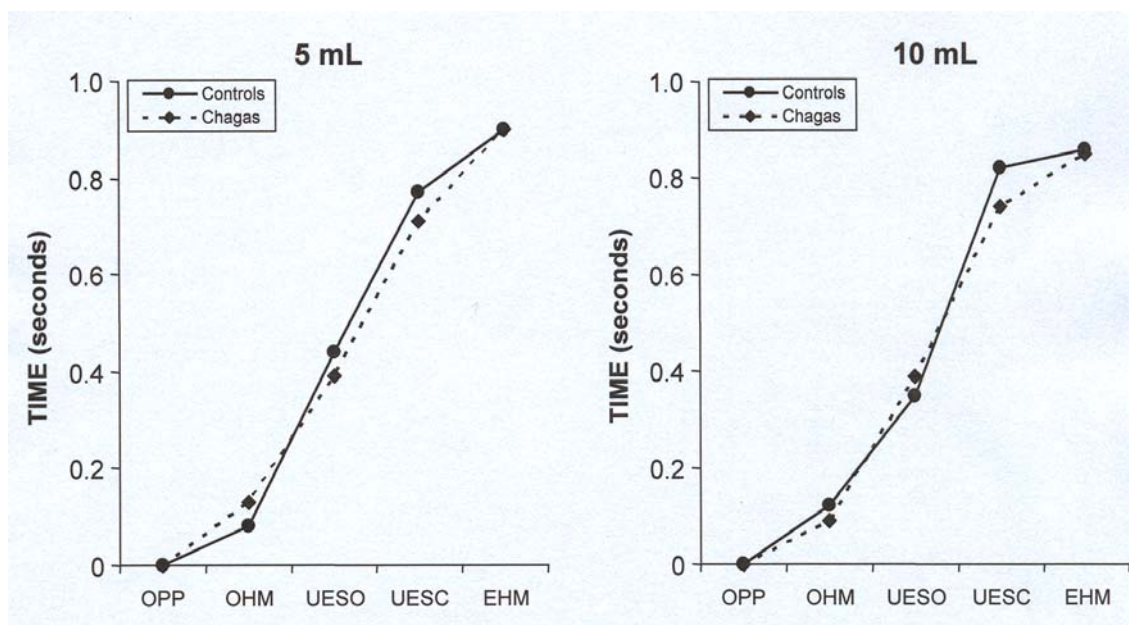 5 mL
TIME (seconds)
1.0
0.8
0.6
0.4
0.2
0
Controls
Chagas
OPP OHM UESO UESC EHM
10 mL
TIME (seconds)
1.0
0.8
0.6
0.4
0.2
0
Controls
Chagas
OPP OHM UESO UESC EHM